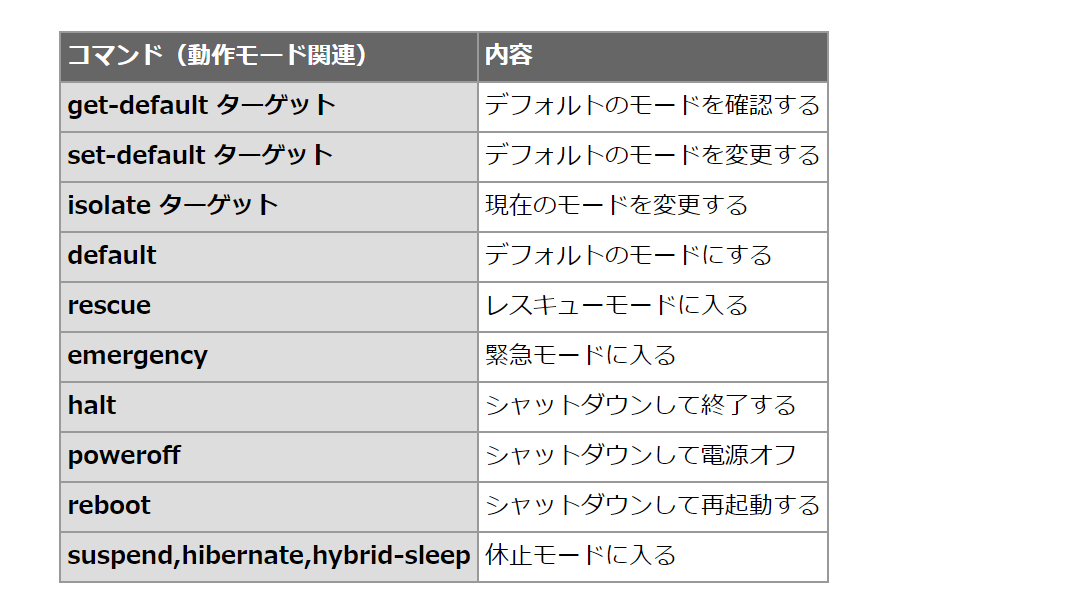 コマンド（動作モード関連） 内容
get-default ターゲット デフォルトのモードを確認する
set-default ターゲット デフォルトのモードを変更する
isolate ターゲット 現在のモードを変更する
default デフォルトのモードにする
rescue レスキューモードに入る
emergency 緊急モードに入る
halt シャットダウンして終了する
poweroff シャットダウンして電源オフ
reboot シャットダウンして再起動する
suspend,hibernate,hybrid-sleep 休止モードに入る